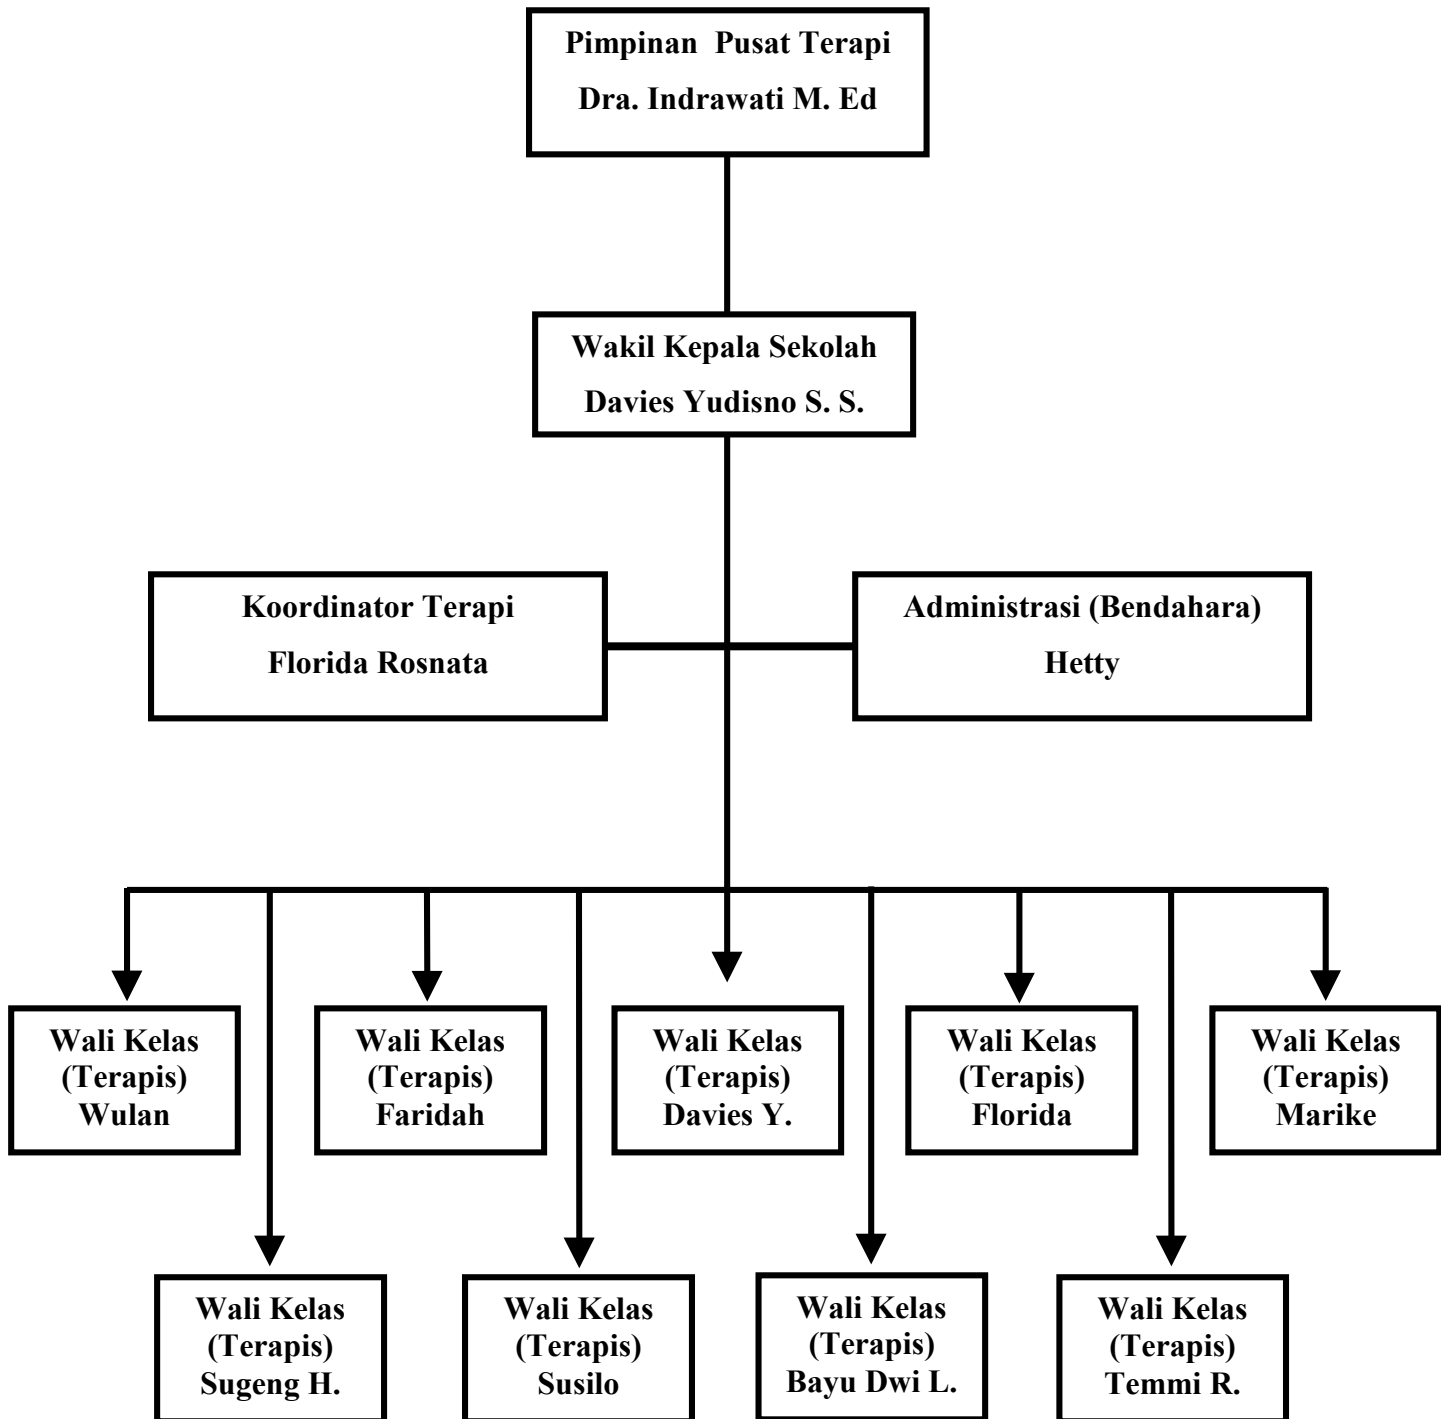 Pimpinan  Pusat Terapi
Dra. Indrawati M. Ed
Wakil Kepala Sekolah
Davies Yudisno S. S.
Koordinator Terapi
Florida Rosnata
Administrasi (Bendahara)
Hetty
Wali Kelas
(Terapis)
Wulan
Wali Kelas
(Terapis)
Faridah
Wali Kelas
(Terapis)
Davies Y.
Wali Kelas
(Terapis)
Florida
Wali Kelas
(Terapis)
Marike
Wali Kelas
(Terapis)
Sugeng H.
Wali Kelas
(Terapis)
Susilo
Wali Kelas
(Terapis)
Bayu Dwi L.
Wali Kelas
(Terapis)
Temmi R.